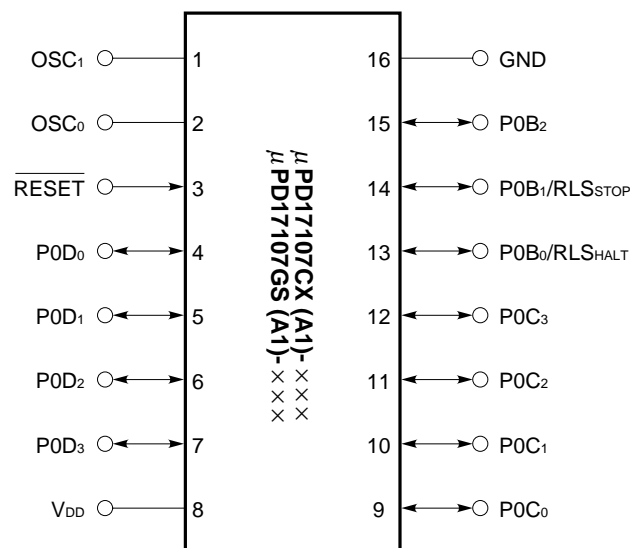 OSC₁ 1 16 GND
OSC₀ 2 15 P0B₂
R̅E̅S̅E̅T̅ 3 14 P0B₁/RLSSTOP
P0D₀ 4 13 P0B₀/RLSHALT
P0D₁ 5 12 P0C₃
P0D₂ 6 11 P0C₂
P0D₃ 7 10 P0C₁
VDD 8 9 P0C₀
μPD17107CX (A1)-×××
μPD17107GS (A1)-×××